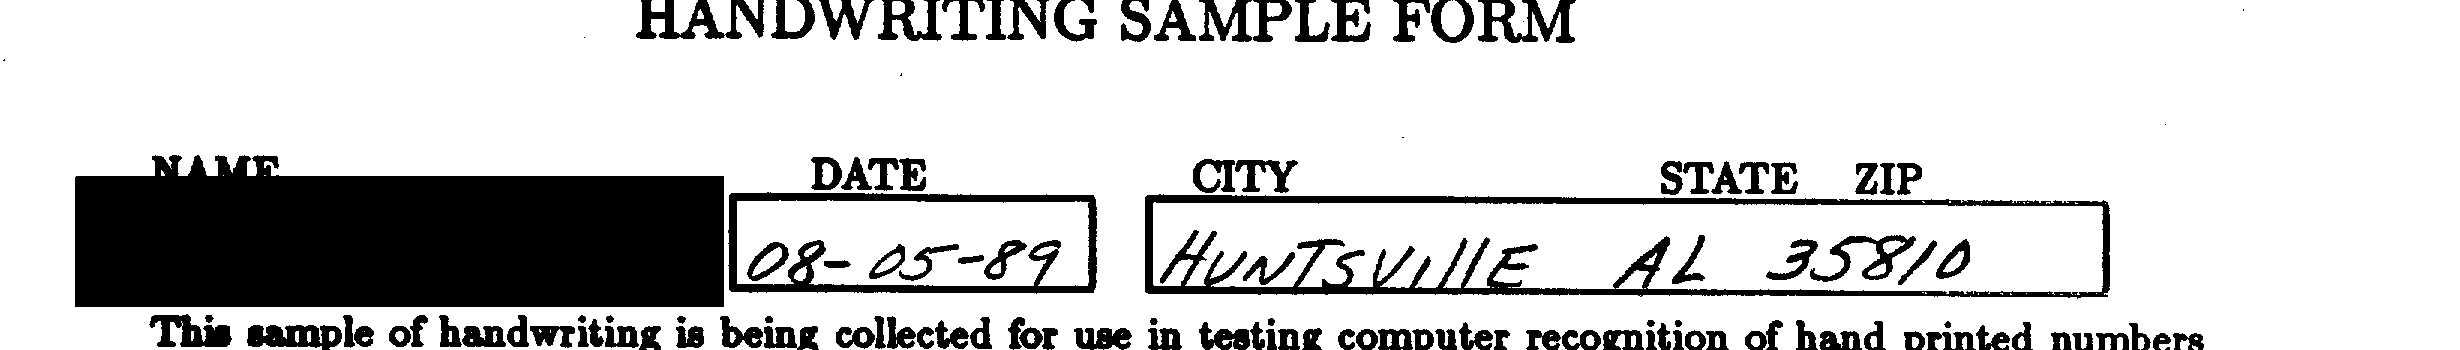 HANDWRITING SAMPLE FORM
NAME DATE CITY STATE ZIP
08-05-89 HUNTSVIllE AL 35810
This sample of handwriting is being collected for use in testing computer recognition of hand printed numbers